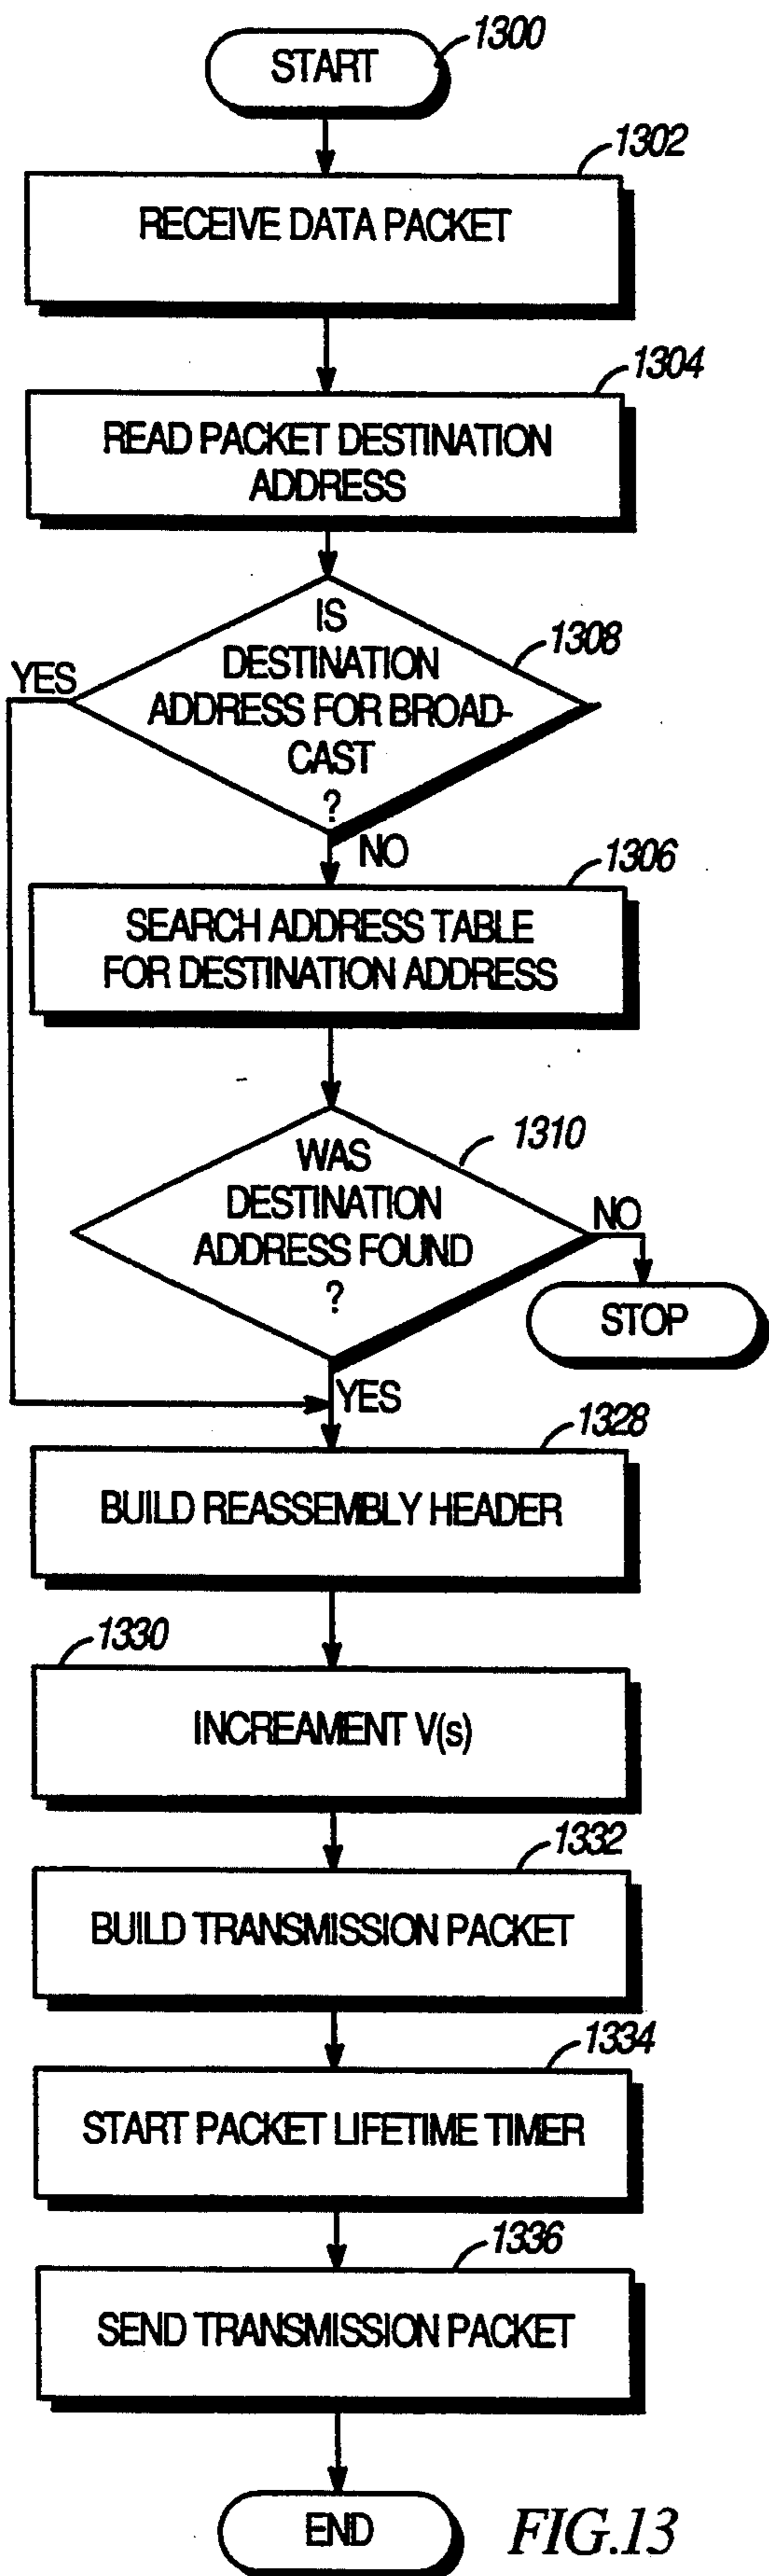 START
1300
1302
RECEIVE DATA PACKET
1304
READ PACKET DESTINATION
ADDRESS
IS
DESTINATION
ADDRESS FOR BROAD-
CAST
?
1308
YES
NO
1306
SEARCH ADDRESS TABLE
FOR DESTINATION ADDRESS
WAS
DESTINATION
ADDRESS FOUND
?
1310
NO
STOP
YES
1328
BUILD REASSEMBLY HEADER
1330
INCREAMENT V(s)
1332
BUILD TRANSMISSION PACKET
1334
START PACKET LIFETIME TIMER
1336
SEND TRANSMISSION PACKET
END
FIG.13